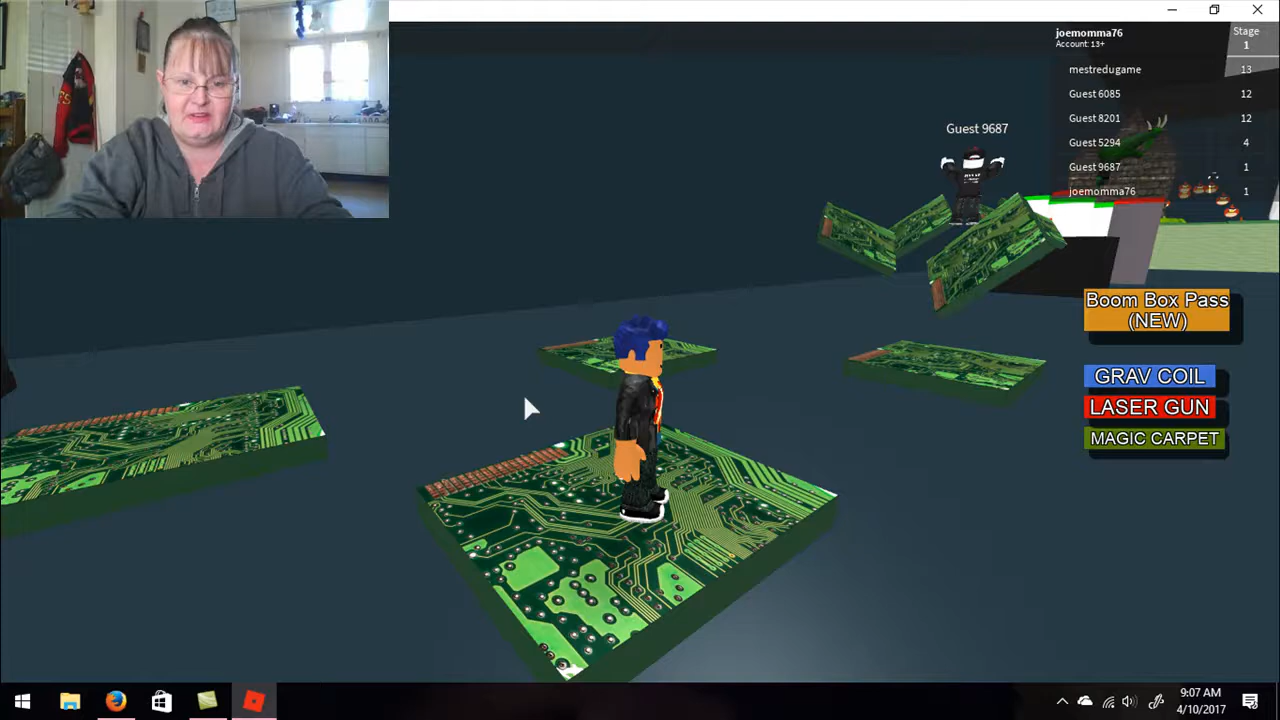 joemomma76
Account: 13+
Stage
1
mestredugame 13
Guest 6085 12
Guest 8201 12
Guest 5294 4
Guest 9687 1
joemomma76 1
Guest 9687
Boom Box Pass
(NEW)
GRAV COIL
LASER GUN
MAGIC CARPET
9:07 AM
4/10/2017